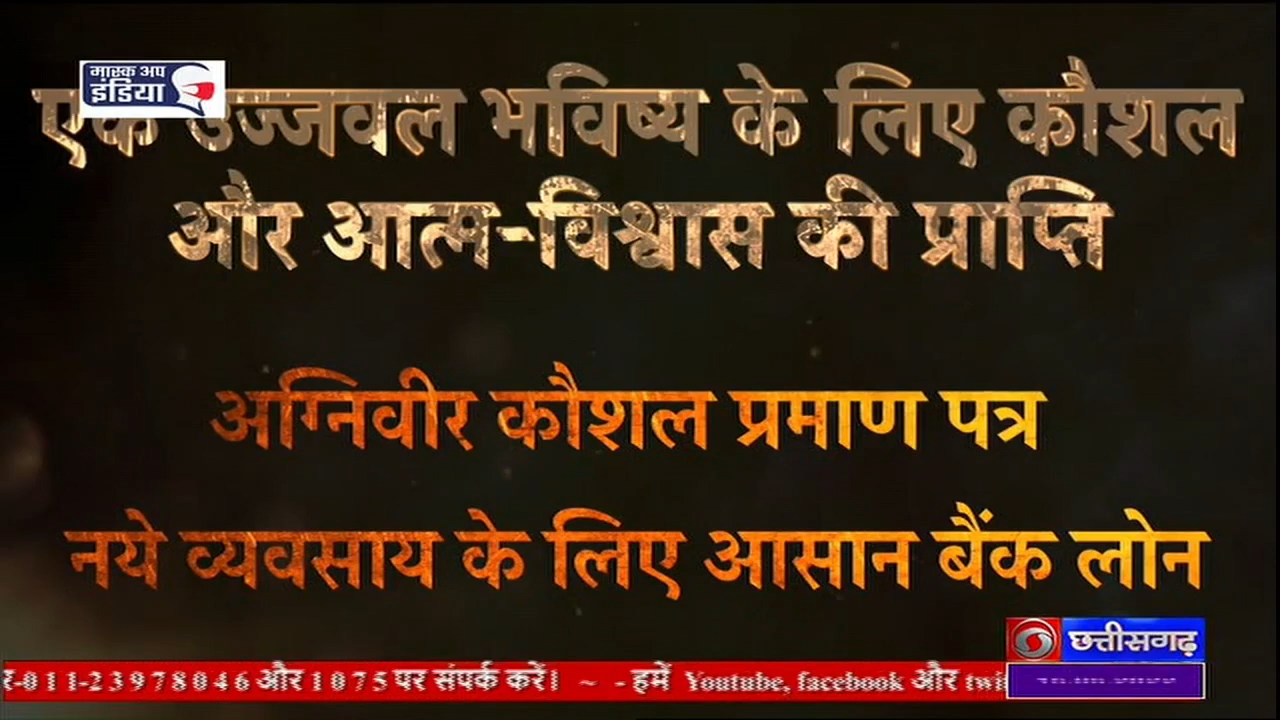 मास्क अप
इंडिया
एक उज्जवल भविष्य के लिए कौशल
और आत्म-विश्वास की प्राप्ति
अग्निवीर कौशल प्रमाण पत्र
नये व्यवसाय के लिए आसान बैंक लोन
छत्तीसगढ़
र-011-23978046 और 1075 पर संपर्क करें। ~ -हमें Youtube, facebook और twi